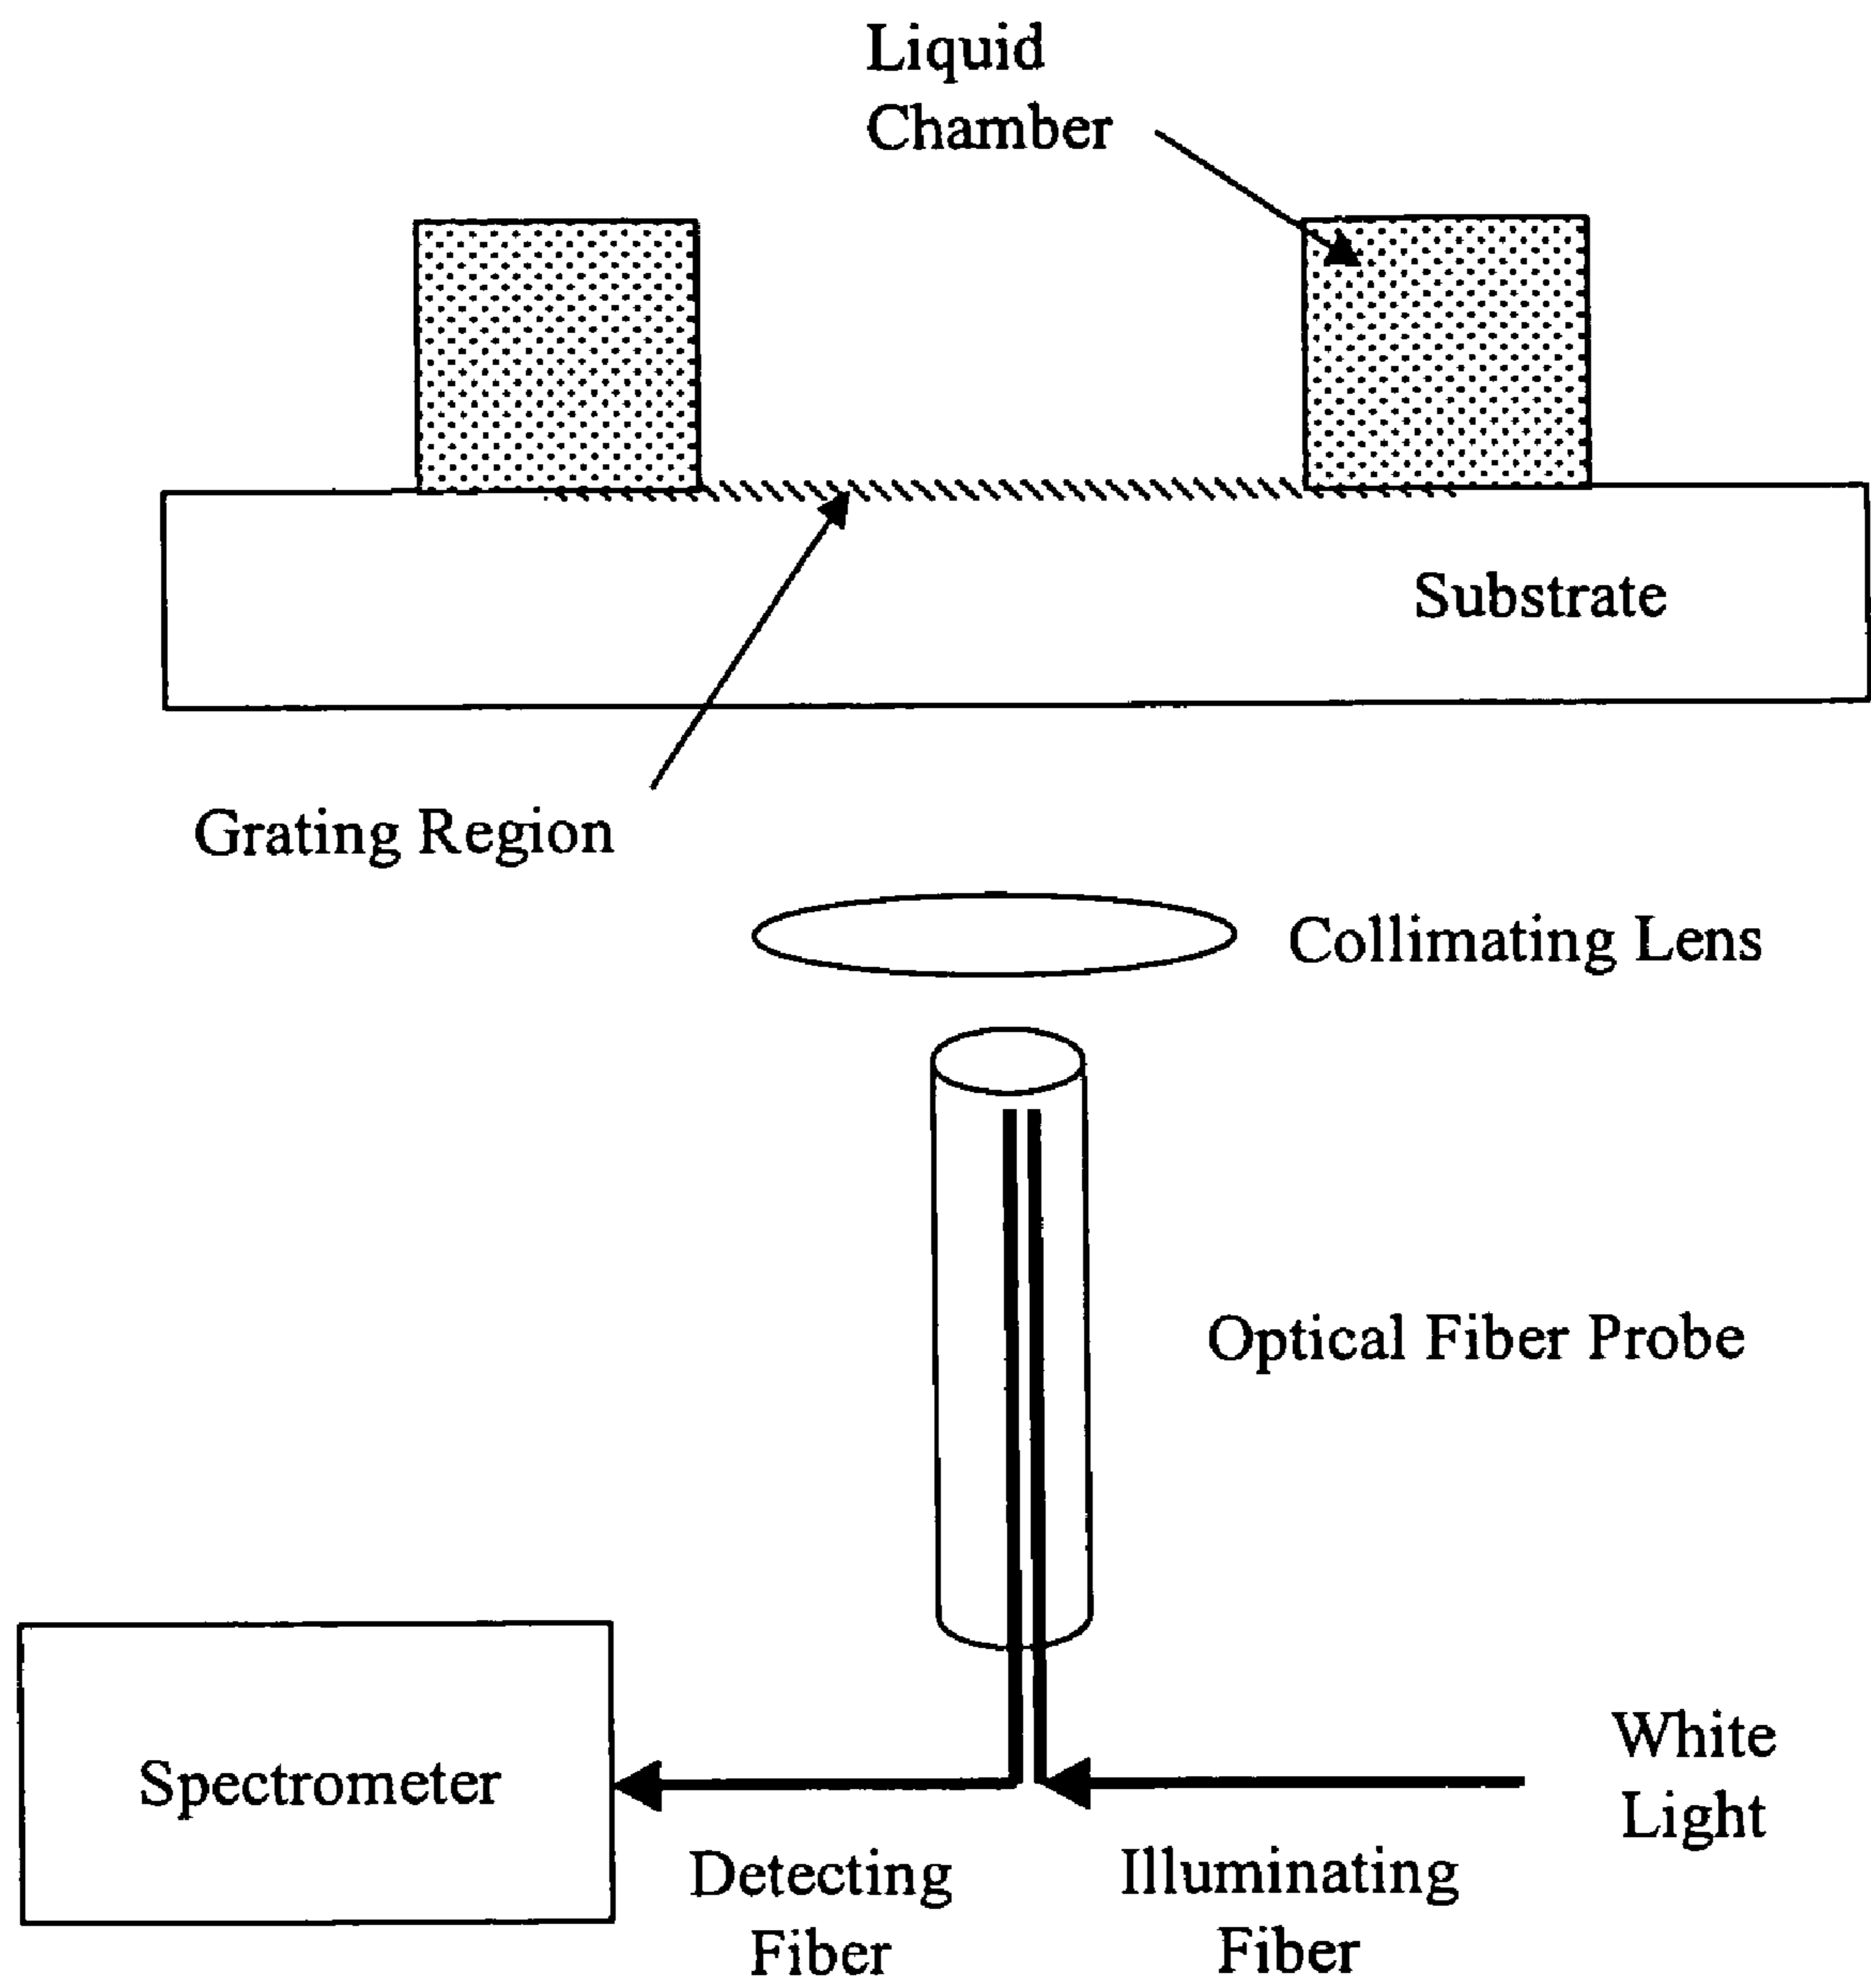 Liquid
Chamber
Substrate
Grating Region
Collimating Lens
Optical Fiber Probe
White
Light
Spectrometer
Detecting
Fiber
Illuminating
Fiber